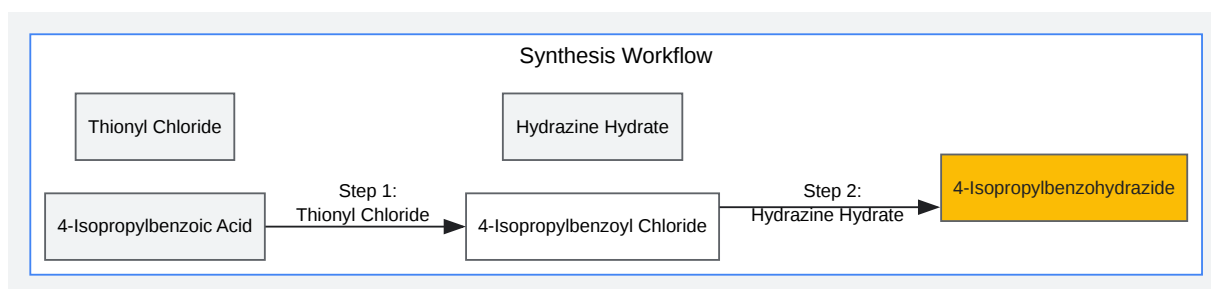 Synthesis Workflow
Thionyl Chloride
Hydrazine Hydrate
4-Isopropylbenzoic Acid
Step 1:
Thionyl Chloride
4-Isopropylbenzoyl Chloride
Step 2:
Hydrazine Hydrate
4-Isopropylbenzohydrazide